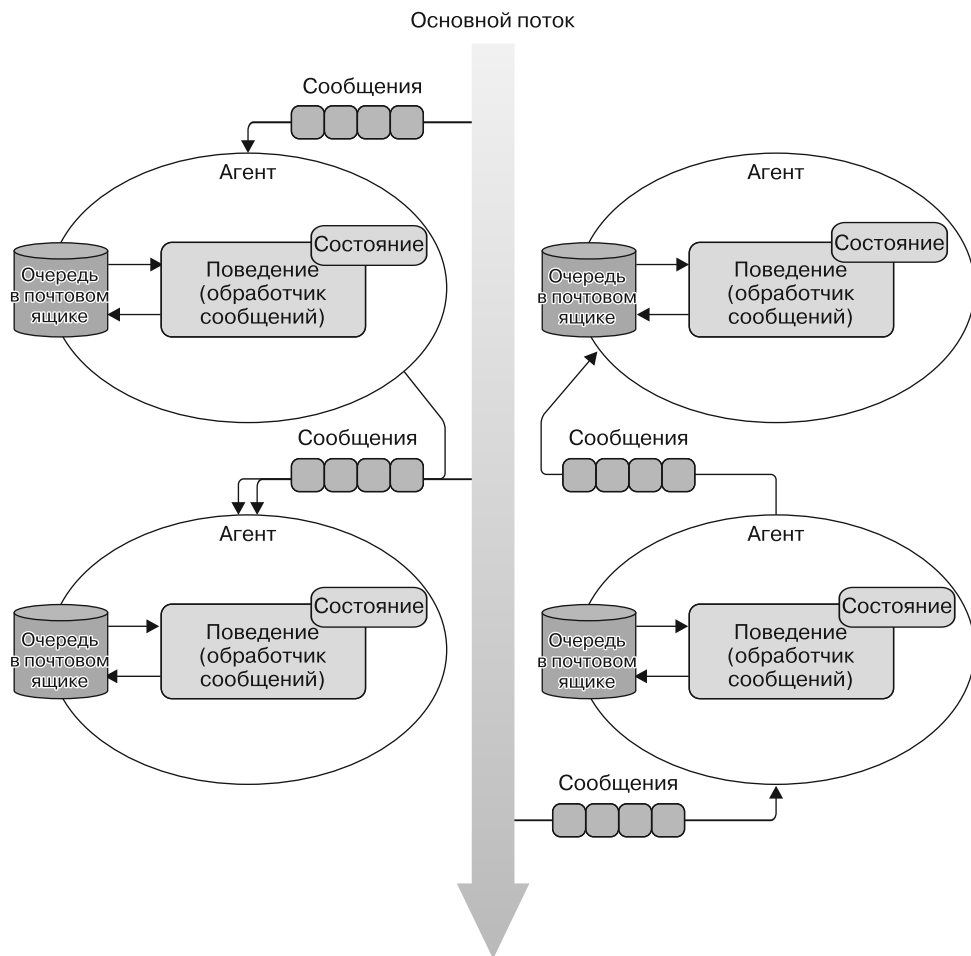 Основной поток
Сообщения
Агент
Состояние
Поведение
(обработчик
сообщений)
Очередь
в почтовом
ящике
Агент
Состояние
Поведение
(обработчик
сообщений)
Очередь
в почтовом
ящике
Сообщения
Сообщения
Агент
Состояние
Поведение
(обработчик
сообщений)
Очередь
в почтовом
ящике
Агент
Состояние
Поведение
(обработчик
сообщений)
Очередь
в почтовом
ящике
Сообщения